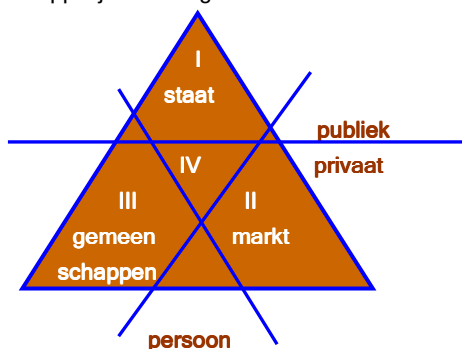 I
staat
publiek
IV
privaat
III
II
gemeen
markt
schappen
persoon